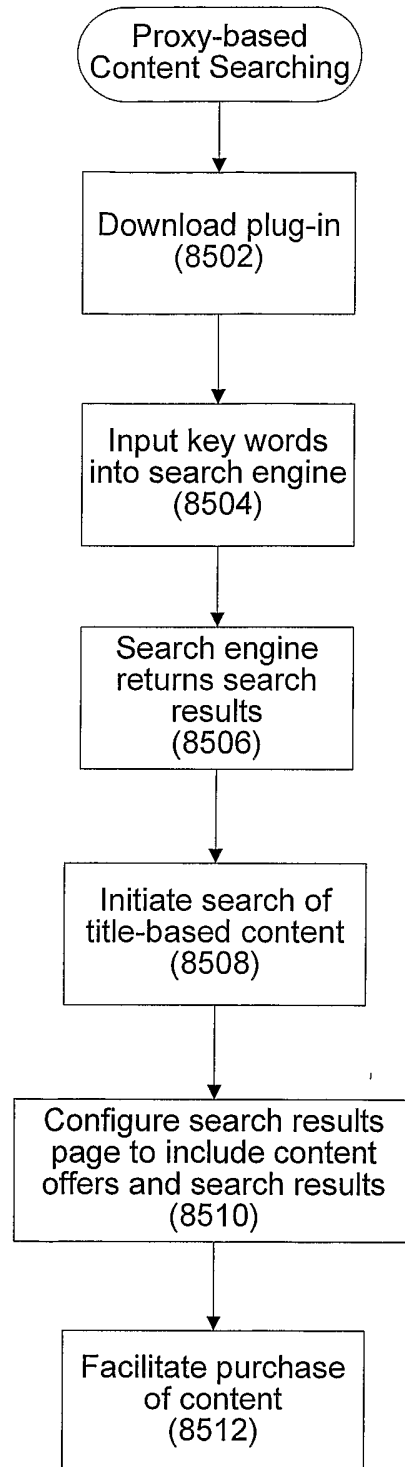 Proxy-based
Content Searching
Download plug-in
(8502)
Input key words
into search engine
(8504)
Search engine
returns search
results
(8506)
Initiate search of
title-based content
(8508)
Configure search results
page to include content
offers and search results
(8510)
Facilitate purchase
of content
(8512)